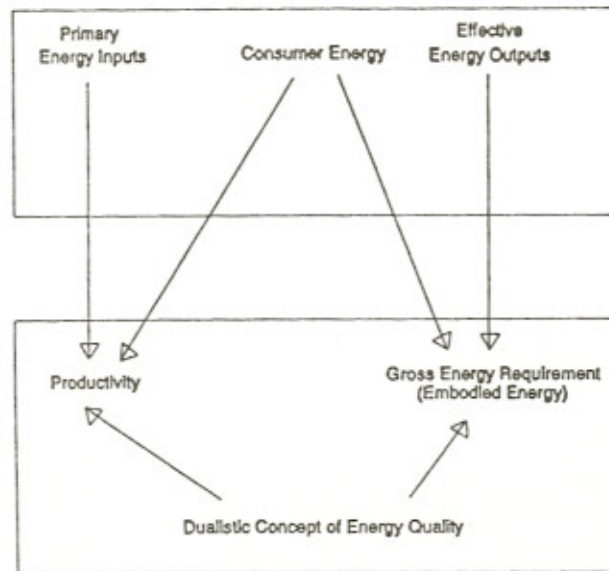 Primary
Energy Inputs
Consumer Energy
Effective
Energy Outputs
Productivity
Gross Energy Requirement
(Embodied Energy)
Dualistic Concept of Energy Quality